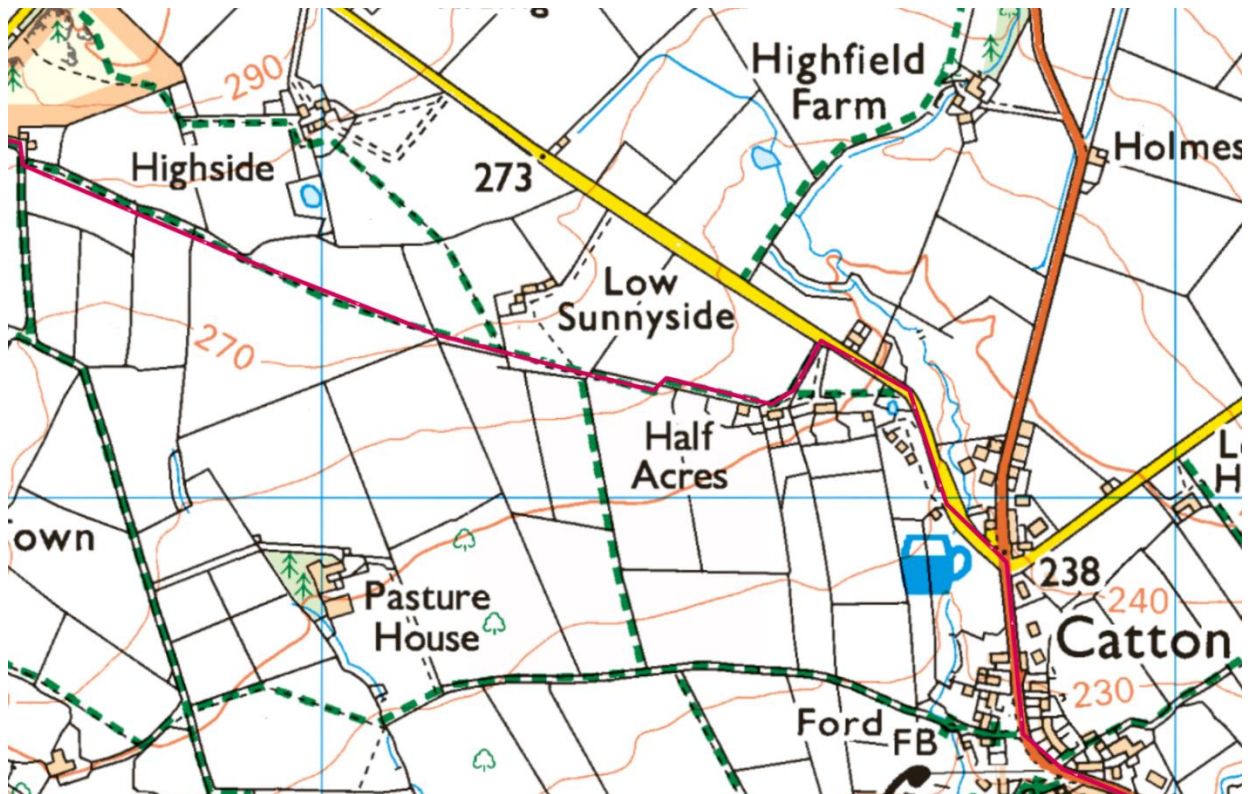 290
Highside
273
Highfield
Farm
Holmes
Low
Sunnyside
270
Half
Acres
own
Pasture
House
238
240
Catton
230
Ford
FB